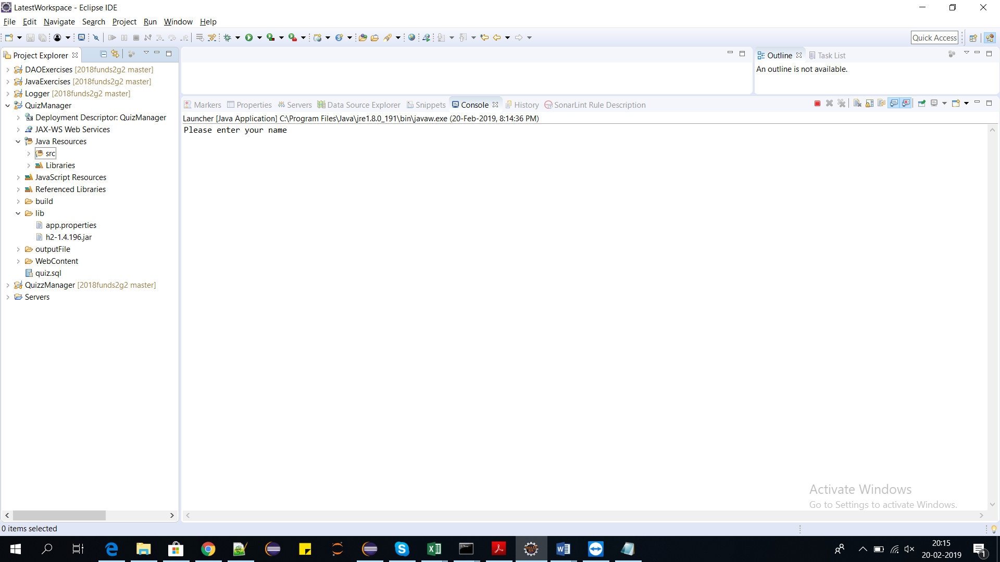 LatestWorkspace - Eclipse IDE
File Edit Navigate Search Project Run Window Help
Quick Access
Project Explorer
DAOExercises [2018funds2g2 master]
JavaExercises [2018funds2g2 master]
Logger [2018funds2g2 master]
QuizManager
Deployment Descriptor: QuizManager
JAX-WS Web Services
Java Resources
src
Libraries
JavaScript Resources
Referenced Libraries
build
lib
app.properties
h2-1.4.196.jar
outputFile
WebContent
quiz.sql
QuizzManager [2018funds2g2 master]
Servers
Outline Task List
An outline is not available.
Markers Properties Servers Data Source Explorer Snippets Console History SonarLint Rule Description
Launcher [Java Application] C:\Program Files\Java\jre1.8.0_191\bin\javaw.exe (20-Feb-2019, 8:14:36 PM)
Please enter your name
Activate Windows
Go to Settings to activate Windows.
0 items selected
20:15
20-02-2019
1